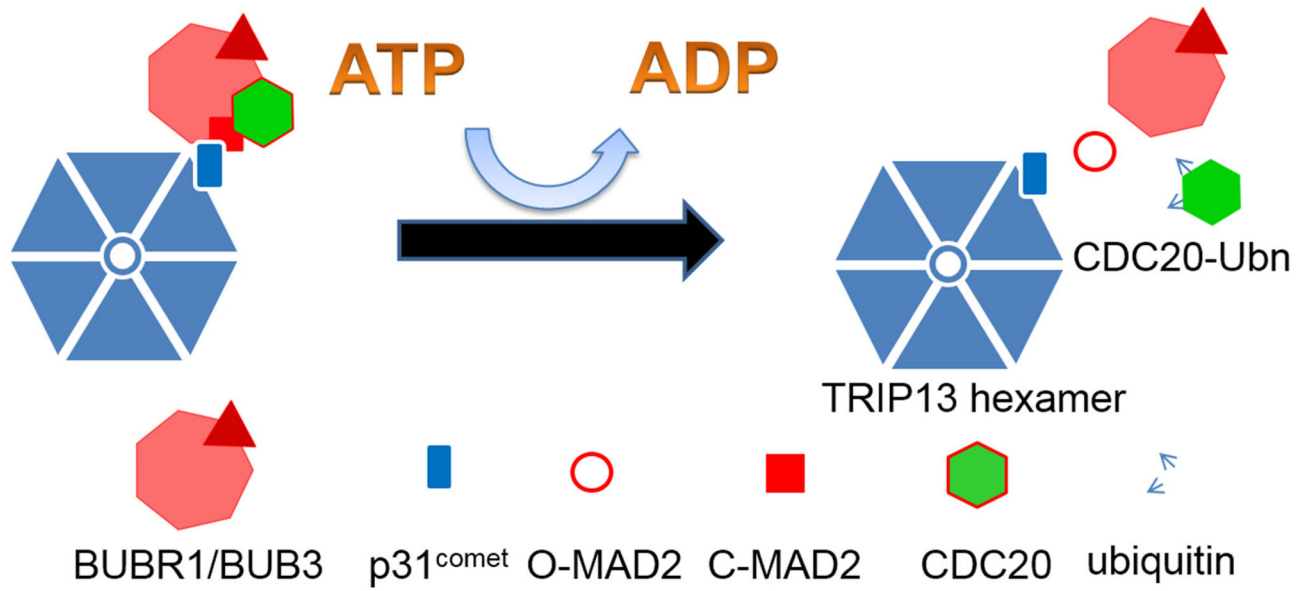 ATP ADP
CDC20-Ubn
TRIP13 hexamer
BUBR1/BUB3 p31comet O-MAD2 C-MAD2 CDC20 ubiquitin